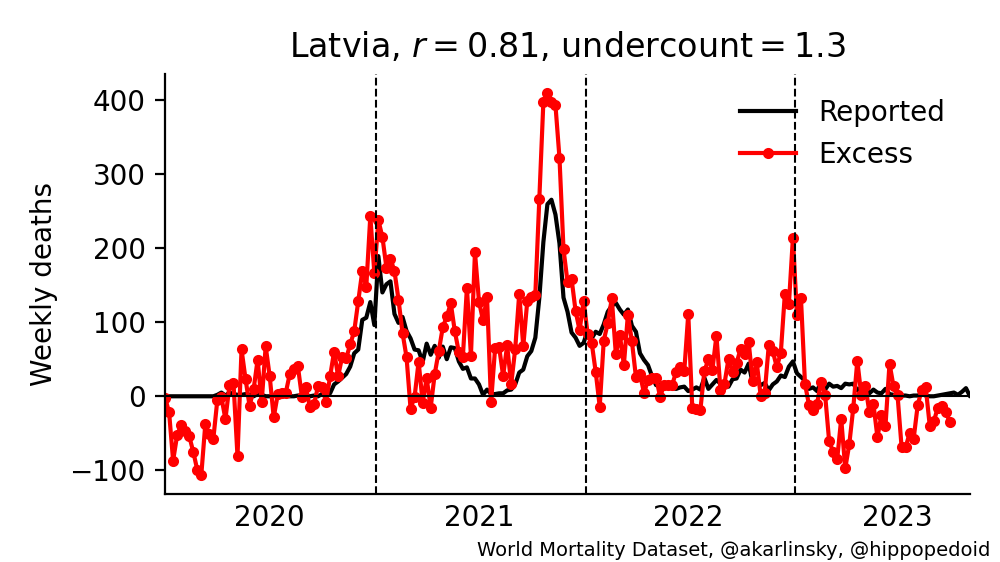 Latvia, r = 0.81, undercount = 1.3
Weekly deaths
400
300
200
100
0
−100
Reported
Excess
2020 2021 2022 2023
World Mortality Dataset, @akarlinsky, @hippopedoid